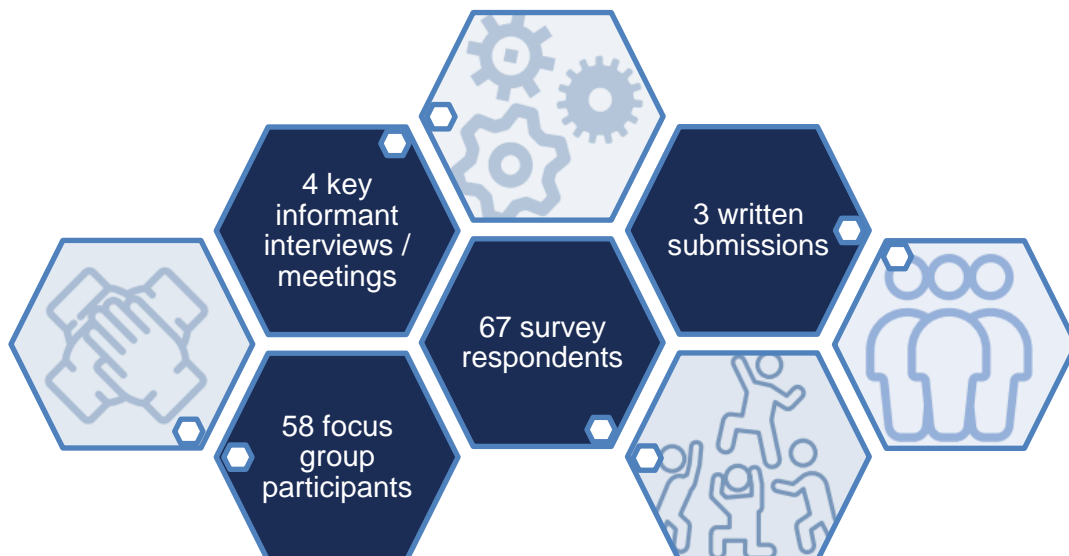 4 key
informant
interviews /
meetings
3 written
submissions
67 survey
respondents
58 focus
group
participants